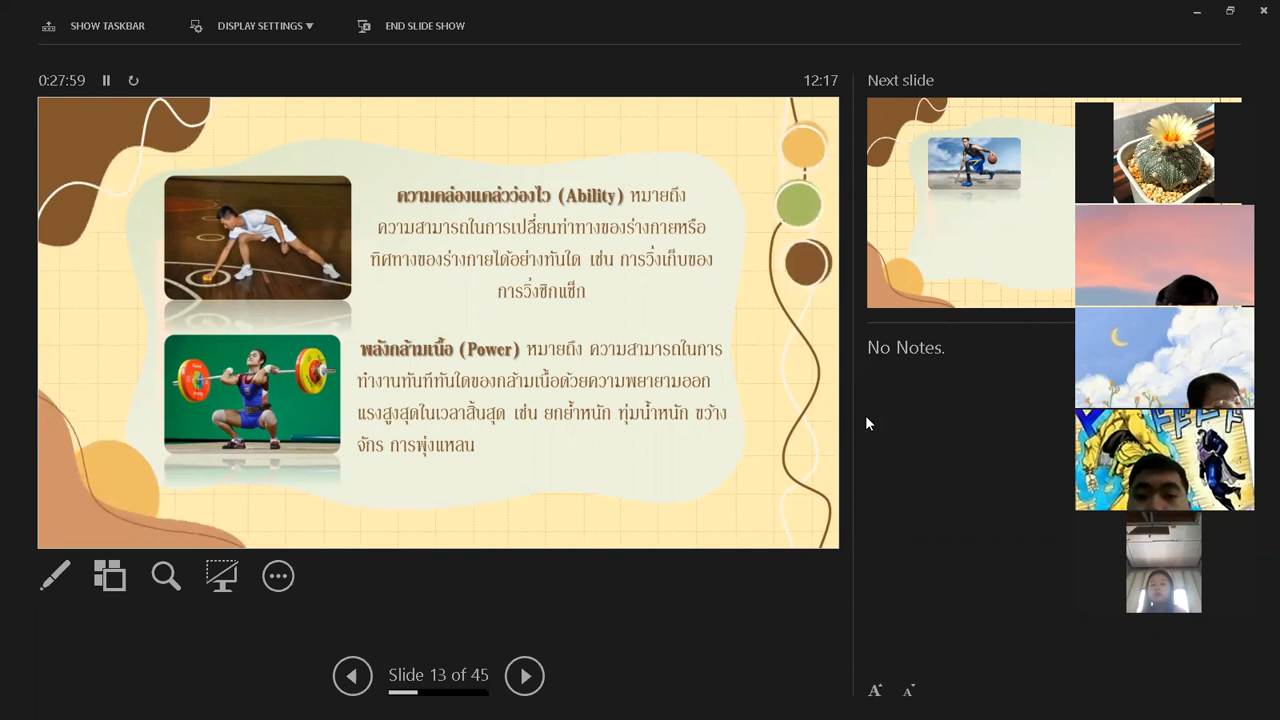 SHOW TASKBAR
DISPLAY SETTINGS
END SLIDE SHOW
0:27:59
12:17
Next slide
ความคล่องแคล่วว่องไว (Ability) หมายถึง
ความสามารถในการเปลี่ยนท่าทางของร่างกายหรือ
ทิศทางของร่างกายได้อย่างทันใด เช่น การวิ่งเก็บของ
การวิ่งซิกแซ็ก
พลังกล้ามเนื้อ (Power) หมายถึง ความสามารถในการ
ทำงานทันทีทันใดของกล้ามเนื้อด้วยความพยายามออก
แรงสูงสุดในเวลาสิ้นสุด เช่น ยกย้ำหนัก ทุ่มน้ำหนัก ขว้าง
จักร การพุ่งแหลน
No Notes.
Slide 13 of 45
A A